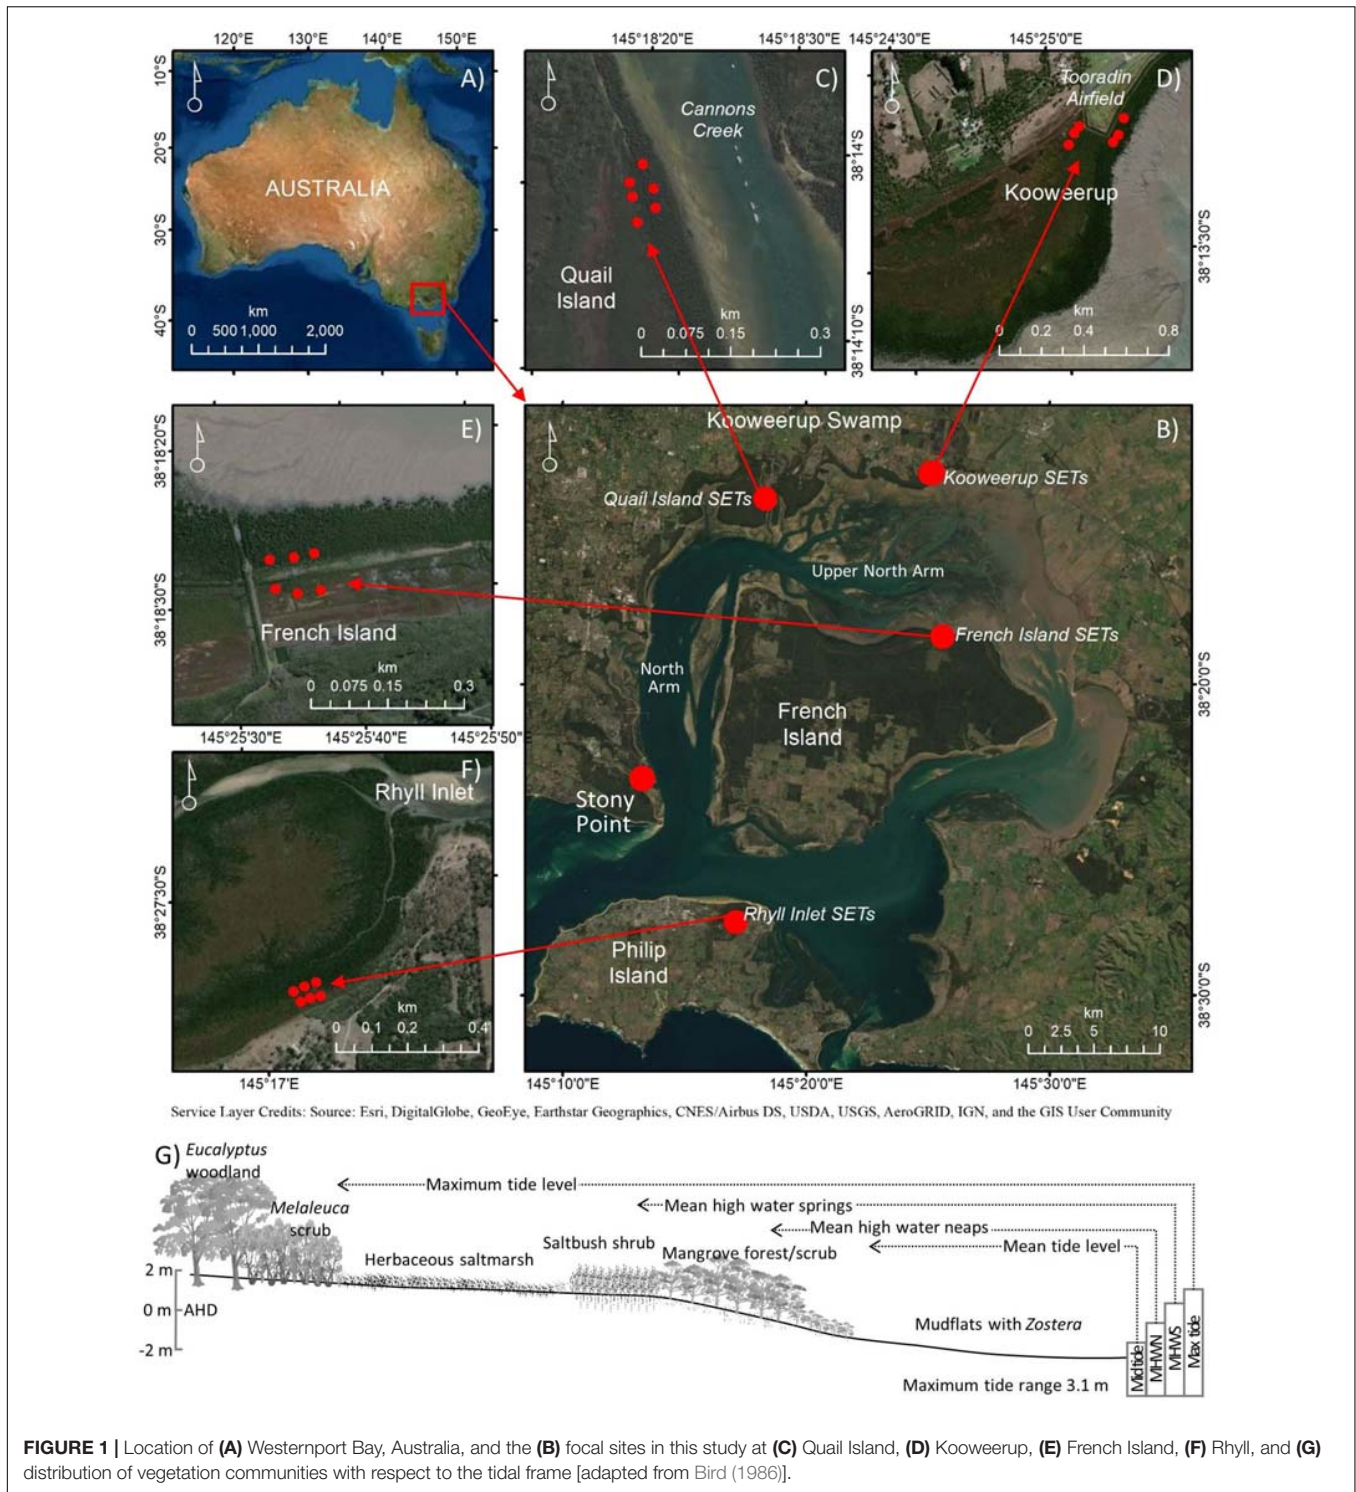 120°E 130°E 140°E 150°E
10°S
20°S
30°S
40°S
A)
AUSTRALIA
km
0 500 1,000 2,000
145°18'20"E 145°18'30"E
C)
Cannons
Creek
Quail
Island
km
0 0.075 0.15 0.3
38°14'S
38°14'10"S
145°24'30"E 145°25'0"E
D)
Tooradin
Airfield
Kooweerup
km
0 0.2 0.4 0.8
38°13'30"S
E)
38°18'20"S
38°18'30"S
French Island
km
0 0.075 0.15 0.3
145°25'30"E 145°25'40"E 145°25'50"
B)
Kooweerup Swamp
Kooweerup SETs
Quail Island SETs
Upper North Arm
French Island SETs
North
Arm
French
Island
Stony
Point
Rhyll Inlet SETs
Philip
Island
km
0 2.5 5 10
38°20'0"S
38°30'0"S
145°10'0"E 145°20'0"E 145°30'0"E
F)
Rhyll Inlet
38°27'30"S
km
0 0.1 0.2 0.4
145°17'E
Service Layer Credits: Source: Esri, DigitalGlobe, GeoEye, Earthstar Geographics, CNES/Airbus DS, USDA, USGS, AeroGRID, IGN, and the GIS User Community
G)
Eucalyptus
woodland
Melaleuca
scrub
Herbaceous saltmarsh
Saltbush shrub
Mangrove forest/scrub
Mudflats with Zostera
Maximum tide level
Mean high water springs
Mean high water neaps
Mean tide level
2 m
0 m AHD
-2 m
Maximum tide range 3.1 m
Mid tide
MHWN
MHWS
Max tide
FIGURE 1 | Location of (A) Westernport Bay, Australia, and the (B) focal sites in this study at (C) Quail Island, (D) Kooweerup, (E) French Island, (F) Rhyll, and (G)
distribution of vegetation communities with respect to the tidal frame [adapted from Bird (1986)].